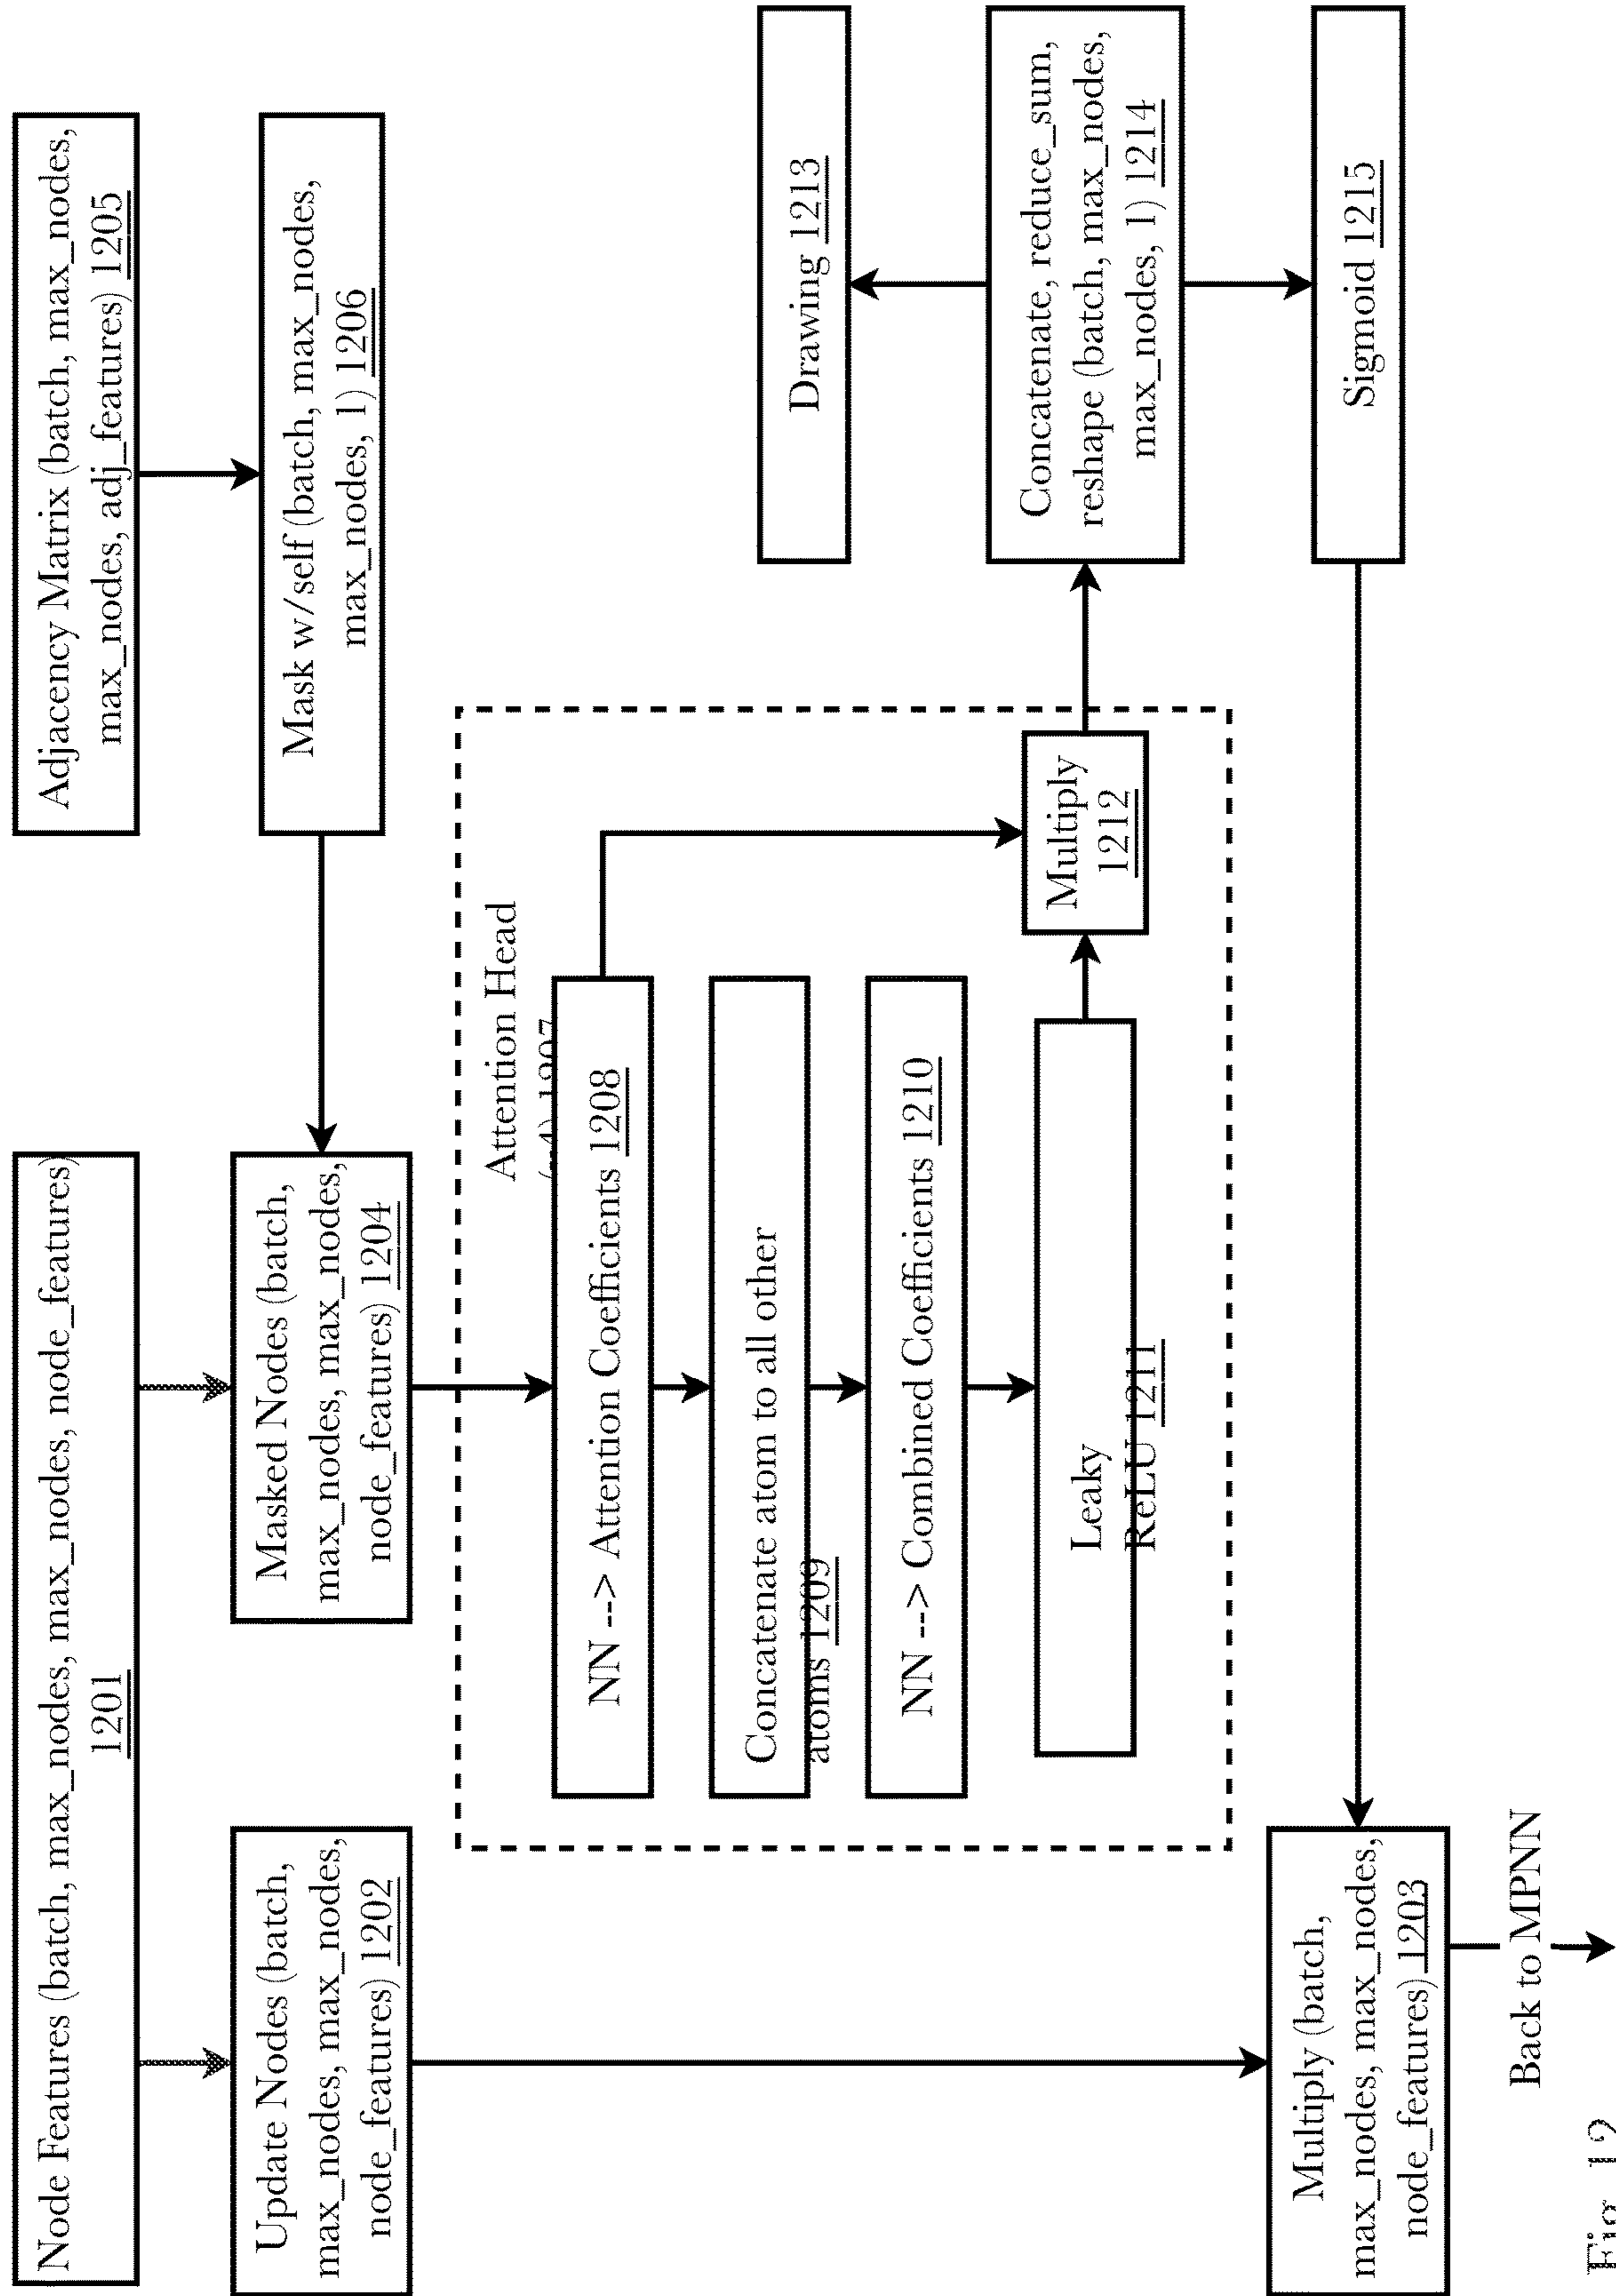 Node Features (batch, max_nodes, max_nodes, max_nodes, node_features)
1201
Adjacency Matrix (batch, max_nodes,
max_nodes, adj_features) 1205
Update Nodes (batch,
max_nodes, max_nodes,
node_features) 1202
Masked Nodes (batch,
max_nodes, max_nodes,
node_features) 1204
Mask w/self (batch, max_nodes,
max_nodes, 1) 1206
Attention Head
NN --> Attention Coefficients 1208
Concatenate atom to all other
atoms 1209
NN --> Combined Coefficients 1210
Leaky
ReLU 1211
Multiply
1212
Drawing 1213
Concatenate, reduce_sum,
reshape (batch, max_nodes,
max_nodes, 1) 1214
Sigmoid 1215
Multiply (batch,
max_nodes, max_nodes,
node_features) 1203
Back to MPNN
Fig. 12